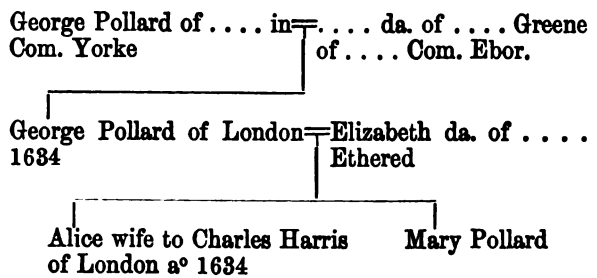 George Pollard of .... in=.... da. of .... Greene
Com. Yorke of .... Com. Ebor.
George Pollard of London=Elizabeth da. of ....
1634 Ethered
Alice wife to Charles Harris Mary Pollard
of London aº 1634